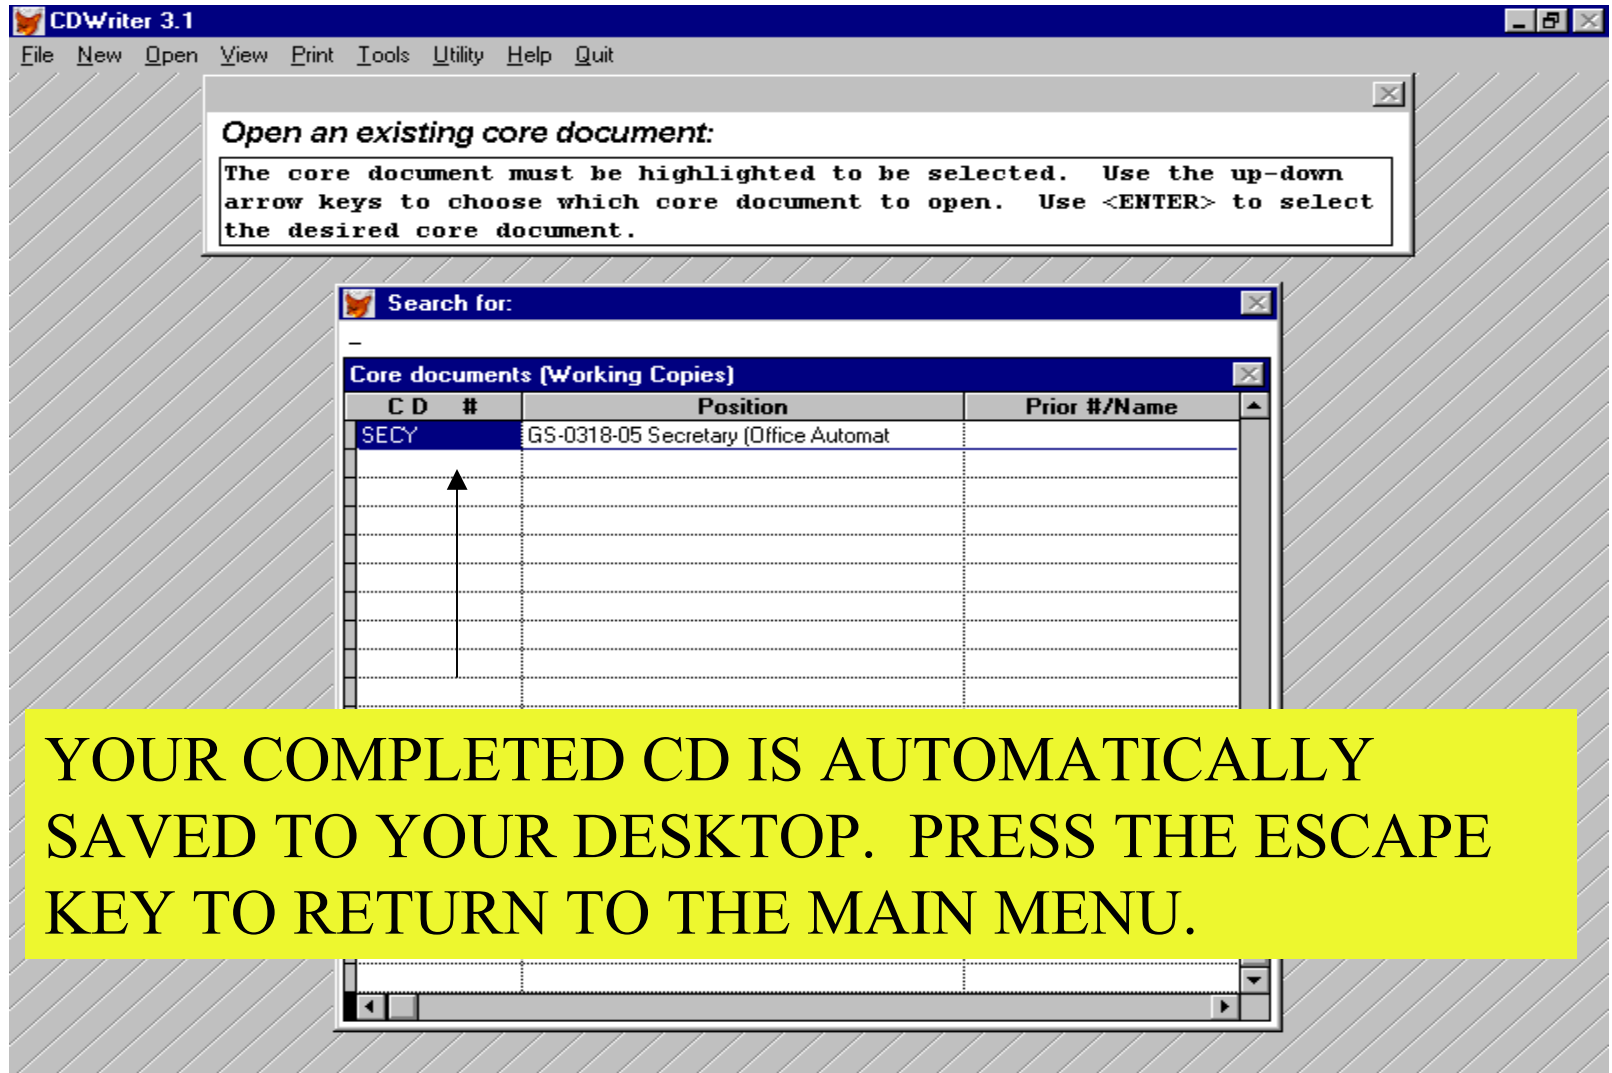 CDWriter 3.1
File New Open View Print Tools Utility Help Quit
Open an existing core document:
The core document must be highlighted to be selected.  Use the up-down
arrow keys to choose which core document to open.  Use <ENTER> to select
the desired core document.
Search for:
Core documents (Working Copies)
C D # Position Prior #/Name
SECY GS-0318-05 Secretary (Office Automat
YOUR COMPLETED CD IS AUTOMATICALLY
SAVED TO YOUR DESKTOP.  PRESS THE ESCAPE
KEY TO RETURN TO THE MAIN MENU.